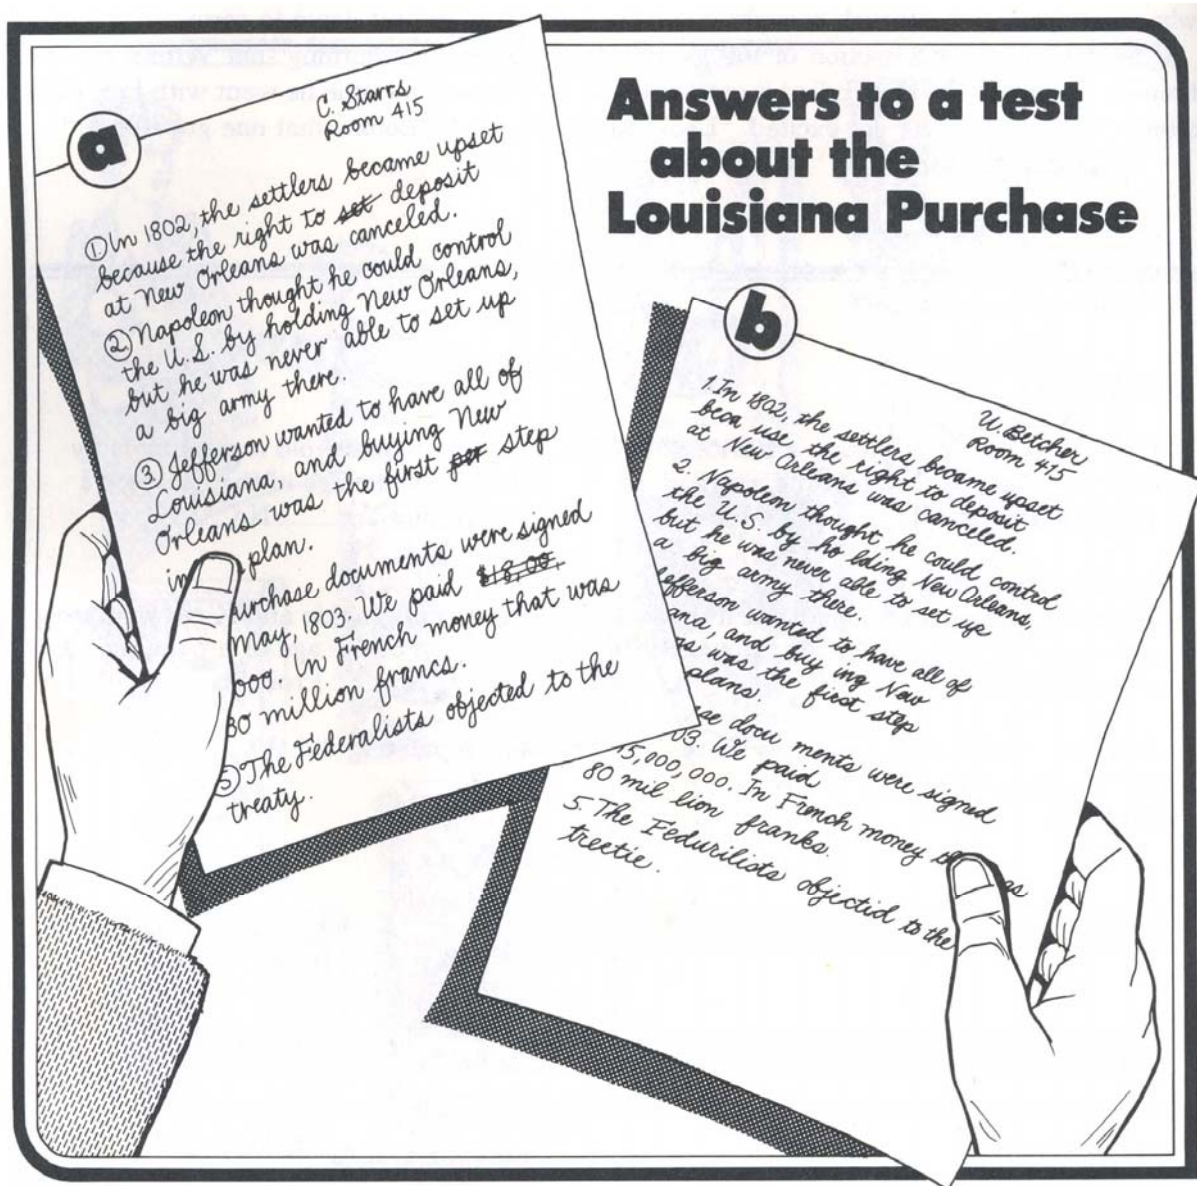 Answers to a test
about the
Louisiana Purchase
a
C. Starrs
Room 415
①In 1802, the settlers became upset
because the right to set deposit
at New Orleans was canceled.
②Napoleon thought he could control
the U.S. by holding New Orleans,
but he was never able to set up
a big army there.
③Jefferson wanted to have all of
Louisiana, and buying New
Orleans was the first per step
in plan.
urchase documents were signed
May, 1803. We paid $18,00,
000. In French money that was
80 million francs.
⑤The Federalists objected to the
treaty.
b
U. Betcher
Room 415
1. In 1802, the settlers, became upset
beca use the right to deposit
at New Orleans was canceled.
2. Napoleon thought he could control
the U.S. by ho lding New Orleans,
but he was never able to set up
a big army there.
efferson wanted to have all of
ana, and buy ing New
as was the first step
plans
se docu ments were signed
03. We paid
15,000,000. In French money
80 mil lion franks.
5. The Fedurilists objectid to the
treetie.